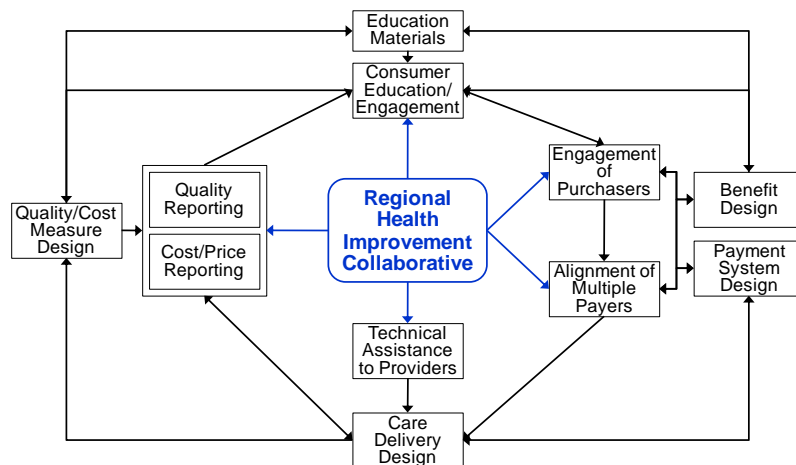 Education
Materials
Consumer
Education/
Engagement
Engagement
of
Purchasers
Quality
Reporting
Regional
Health
Improvement
Collaborative
Benefit
Design
Quality/Cost
Measure
Design
Cost/Price
Reporting
Alignment of
Multiple
Payers
Payment
System
Design
Technical
Assistance
to Providers
Care
Delivery
Design